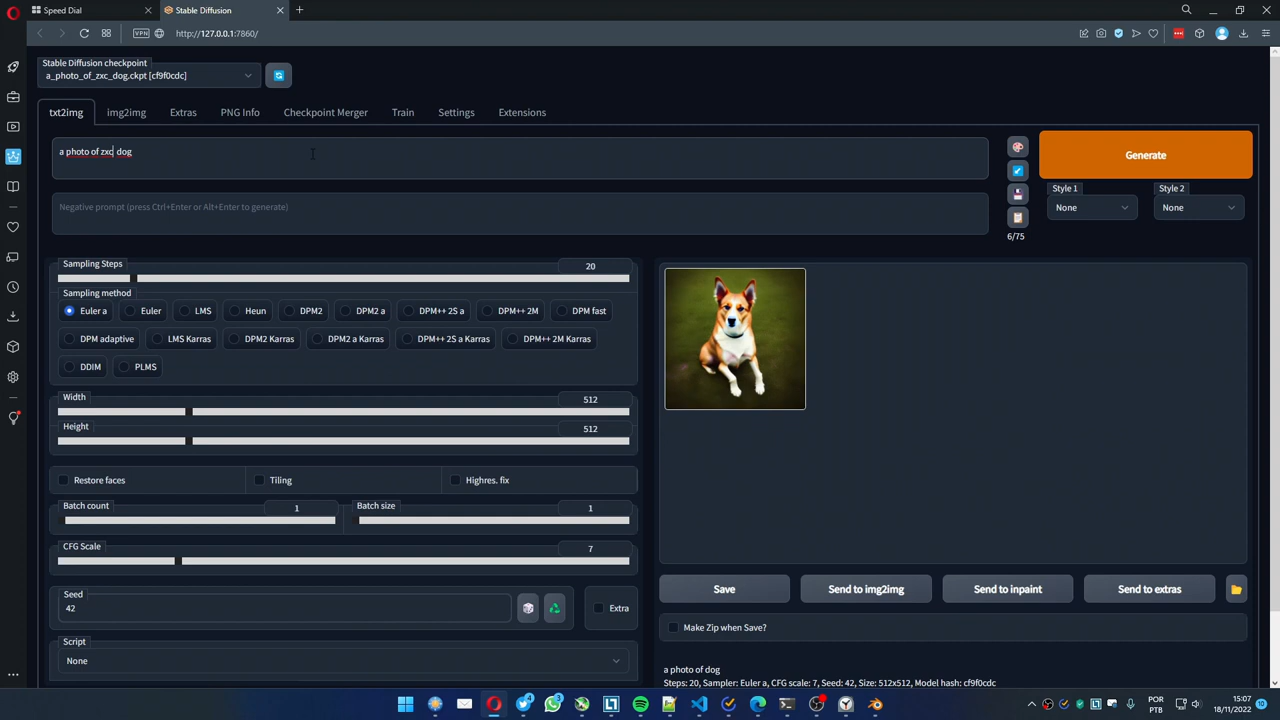 Speed Dial
Stable Diffusion
VPN
http://127.0.0.1:7860/
Stable Diffusion checkpoint
a_photo_of_zxc_dog.ckpt [cf9f0cdc]
txt2img
img2img
Extras
PNG Info
Checkpoint Merger
Train
Settings
Extensions
a photo of zxc dog
Negative prompt (press Ctrl+Enter or Alt+Enter to generate)
Generate
Style 1
None
Style 2
None
6/75
Sampling Steps
20
Sampling method
Euler a
Euler
LMS
Heun
DPM2
DPM2 a
DPM++ 2S a
DPM++ 2M
DPM fast
DPM adaptive
LMS Karras
DPM2 Karras
DPM2 a Karras
DPM++ 2S a Karras
DPM++ 2M Karras
DDIM
PLMS
Width
512
Height
512
Restore faces
Tiling
Highres. fix
Batch count
1
Batch size
1
CFG Scale
7
Seed
42
Extra
Script
None
Save
Send to img2img
Send to inpaint
Send to extras
Make Zip when Save?
a photo of dog
Steps: 20, Sampler: Euler a, CFG scale: 7, Seed: 42, Size: 512x512, Model hash: cf9f0cdc
POR
PTB
15:07
18/11/2022